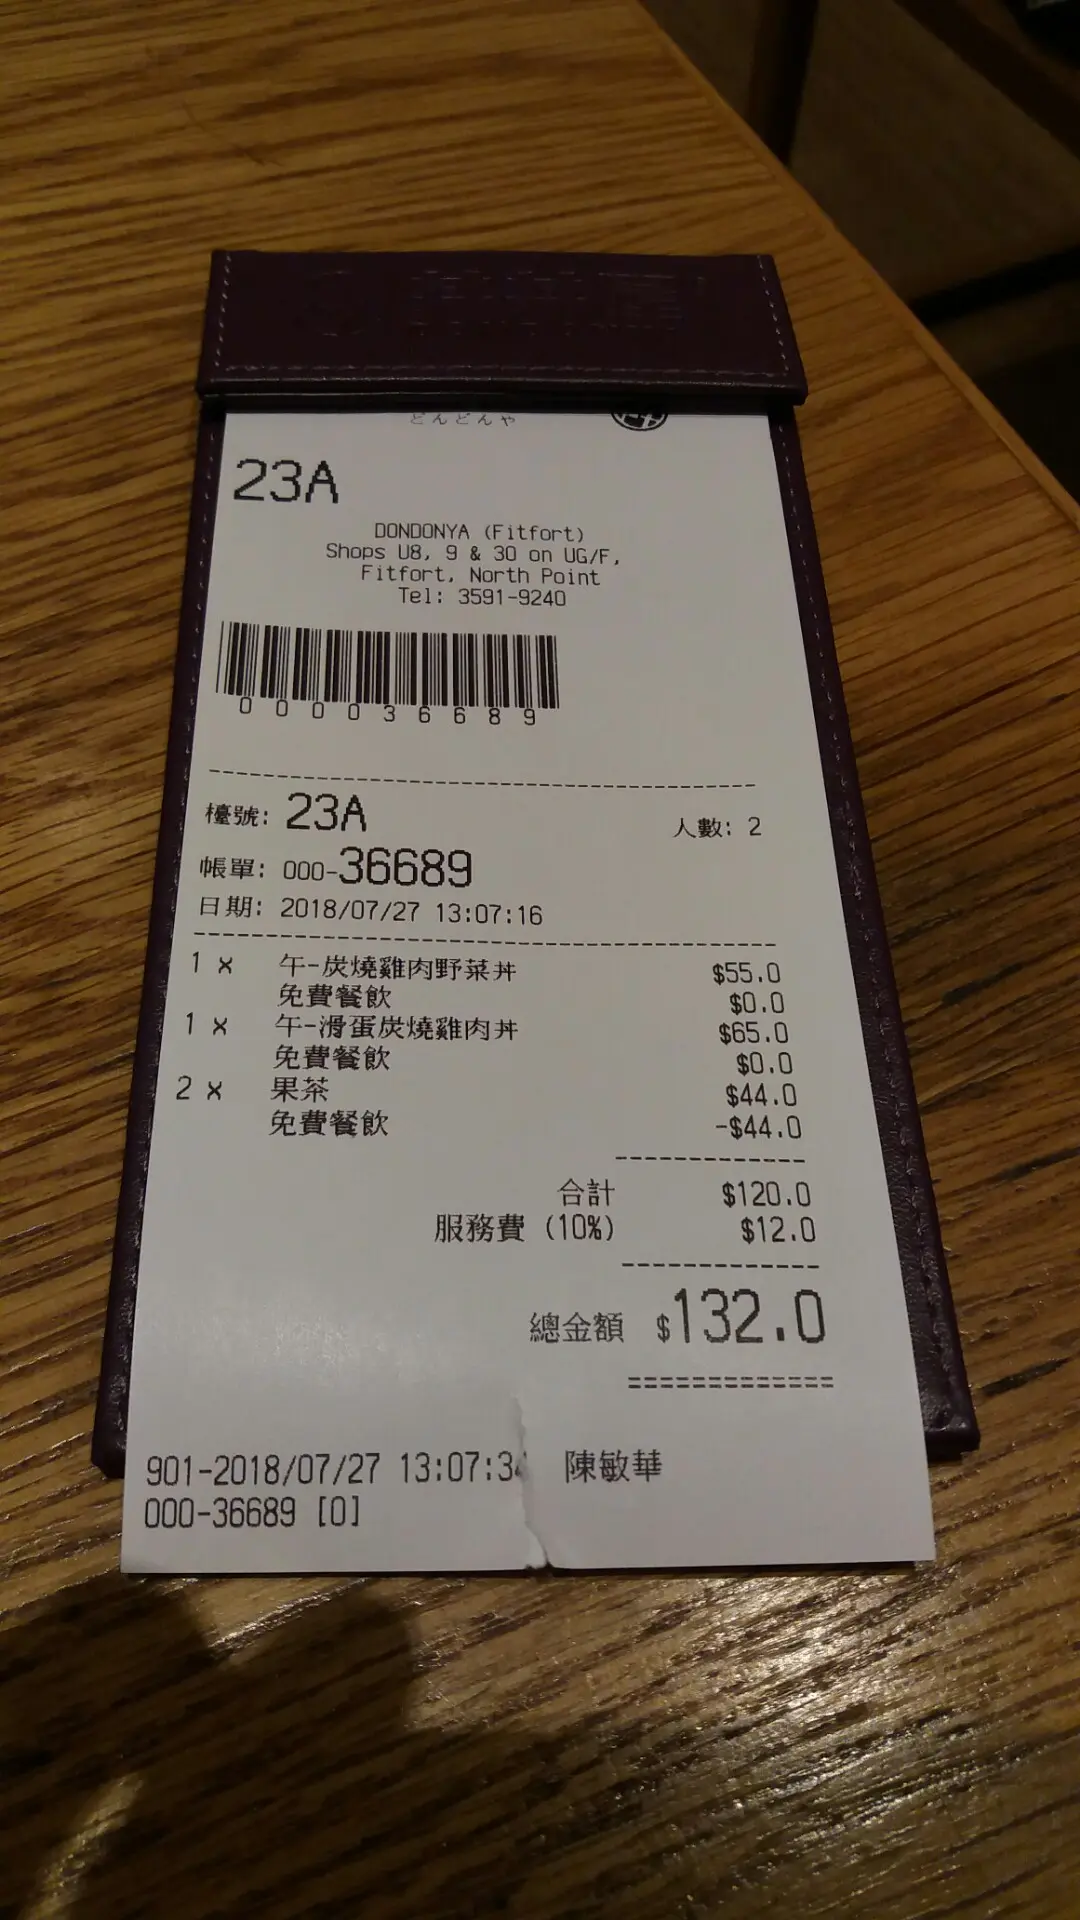 どんどんや
23A
DONDONYA (Fitfort)
Shops U8, 9 & 30 on UG/F,
Fitfort, North Point
Tel: 3591-9240
000036689
檯號: 23A 人數: 2
帳單: 000-36689
日期: 2018/07/27 13:07:16
1 x 午-炭燒雞肉野菜丼 $55.0
免費餐飲 $0.0
1 x 午-滑蛋炭燒雞肉丼 $65.0
免費餐飲 $0.0
2 x 果茶 $44.0
免費餐飲 -$44.0
合計 $120.0
服務費 (10%) $12.0
總金額 $132.0
901-2018/07/27 13:07:34 陳敏華
000-36689 [0]